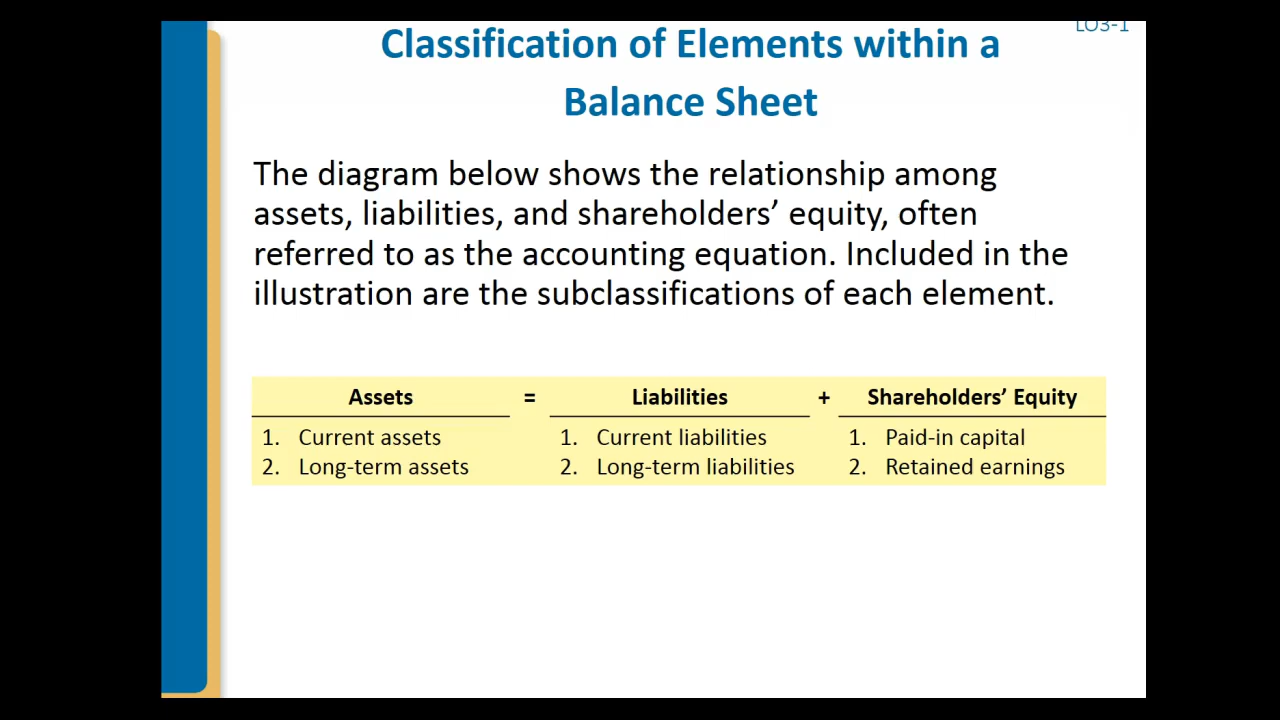 LO3-1
Classification of Elements within a
Balance Sheet
The diagram below shows the relationship among
assets, liabilities, and shareholders’ equity, often
referred to as the accounting equation. Included in the
illustration are the subclassifications of each element.
Assets = Liabilities + Shareholders’ Equity
1. Current assets 1. Current liabilities 1. Paid-in capital
2. Long-term assets 2. Long-term liabilities 2. Retained earnings